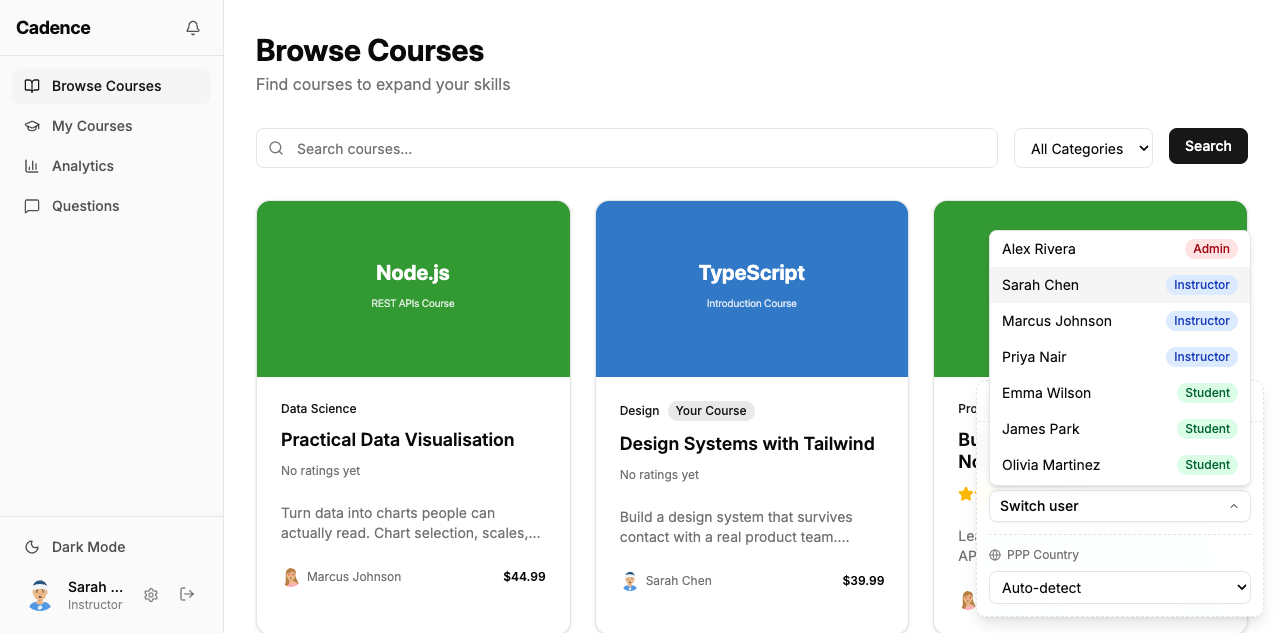 Cadence
Browse Courses
My Courses
Analytics
Questions
Dark Mode
Sarah ...
Instructor
Browse Courses
Find courses to expand your skills
Search courses...
All Categories
Search
Node.js
REST APIs Course
Data Science
Practical Data Visualisation
No ratings yet
Turn data into charts people can
actually read. Chart selection, scales,...
Marcus Johnson $44.99
TypeScript
Introduction Course
Design Your Course
Design Systems with Tailwind
No ratings yet
Build a design system that survives
contact with a real product team....
Sarah Chen $39.99
Alex Rivera Admin
Sarah Chen Instructor
Marcus Johnson Instructor
Priya Nair Instructor
Emma Wilson Student
James Park Student
Olivia Martinez Student
Switch user
PPP Country
Auto-detect